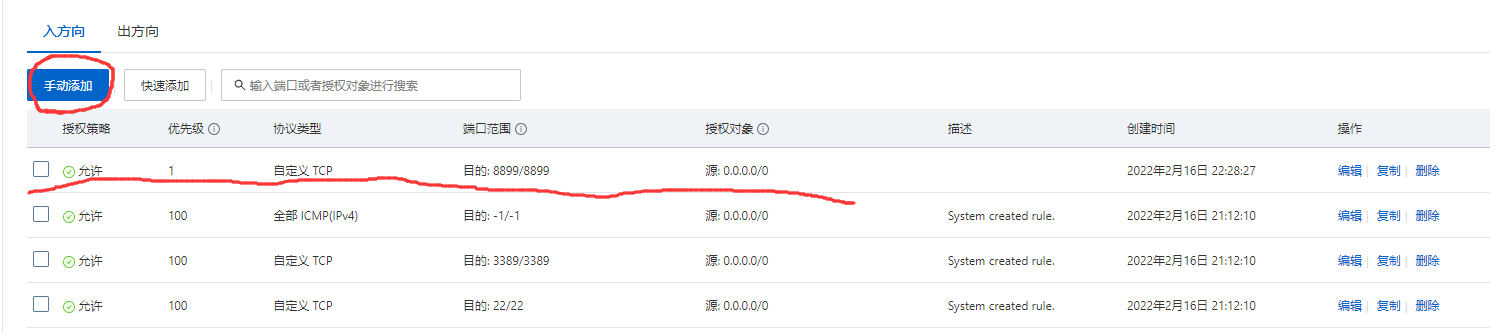 入方向 出方向
手动添加 快速添加 输入端口或者授权对象进行搜索
授权策略 优先级 协议类型 端口范围 授权对象 描述 创建时间 操作
允许 1 自定义 TCP 目的: 8899/8899 源: 0.0.0.0/0 2022年2月16日 22:28:27 编辑 | 复制 | 删除
允许 100 全部 ICMP(IPv4) 目的: -1/-1 源: 0.0.0.0/0 System created rule. 2022年2月16日 21:12:10 编辑 | 复制 | 删除
允许 100 自定义 TCP 目的: 3389/3389 源: 0.0.0.0/0 System created rule. 2022年2月16日 21:12:10 编辑 | 复制 | 删除
允许 100 自定义 TCP 目的: 22/22 源: 0.0.0.0/0 System created rule. 2022年2月16日 21:12:10 编辑 | 复制 | 删除